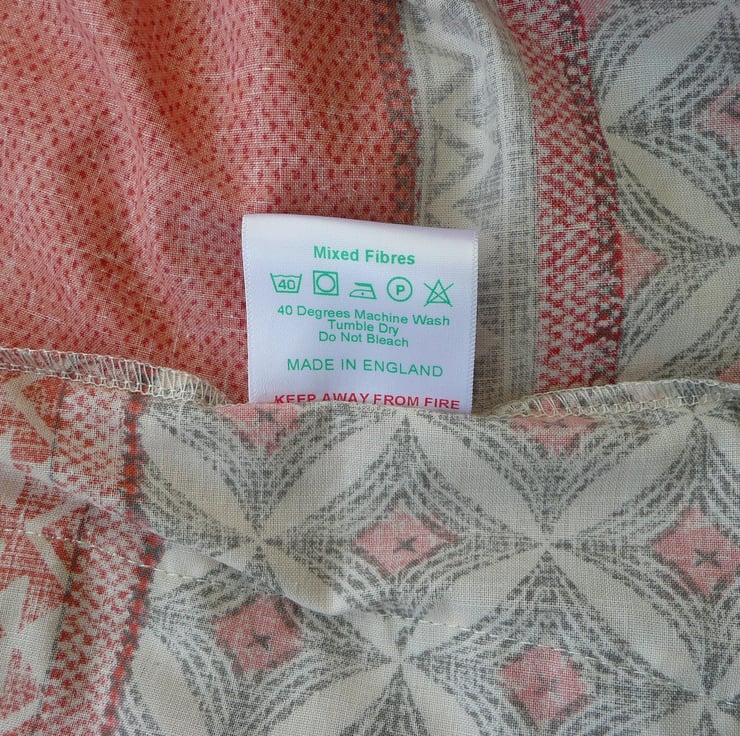 Mixed Fibres
40 P
40 Degrees Machine Wash
Tumble Dry
Do Not Bleach
MADE IN ENGLAND
KEEP AWAY FROM FIRE